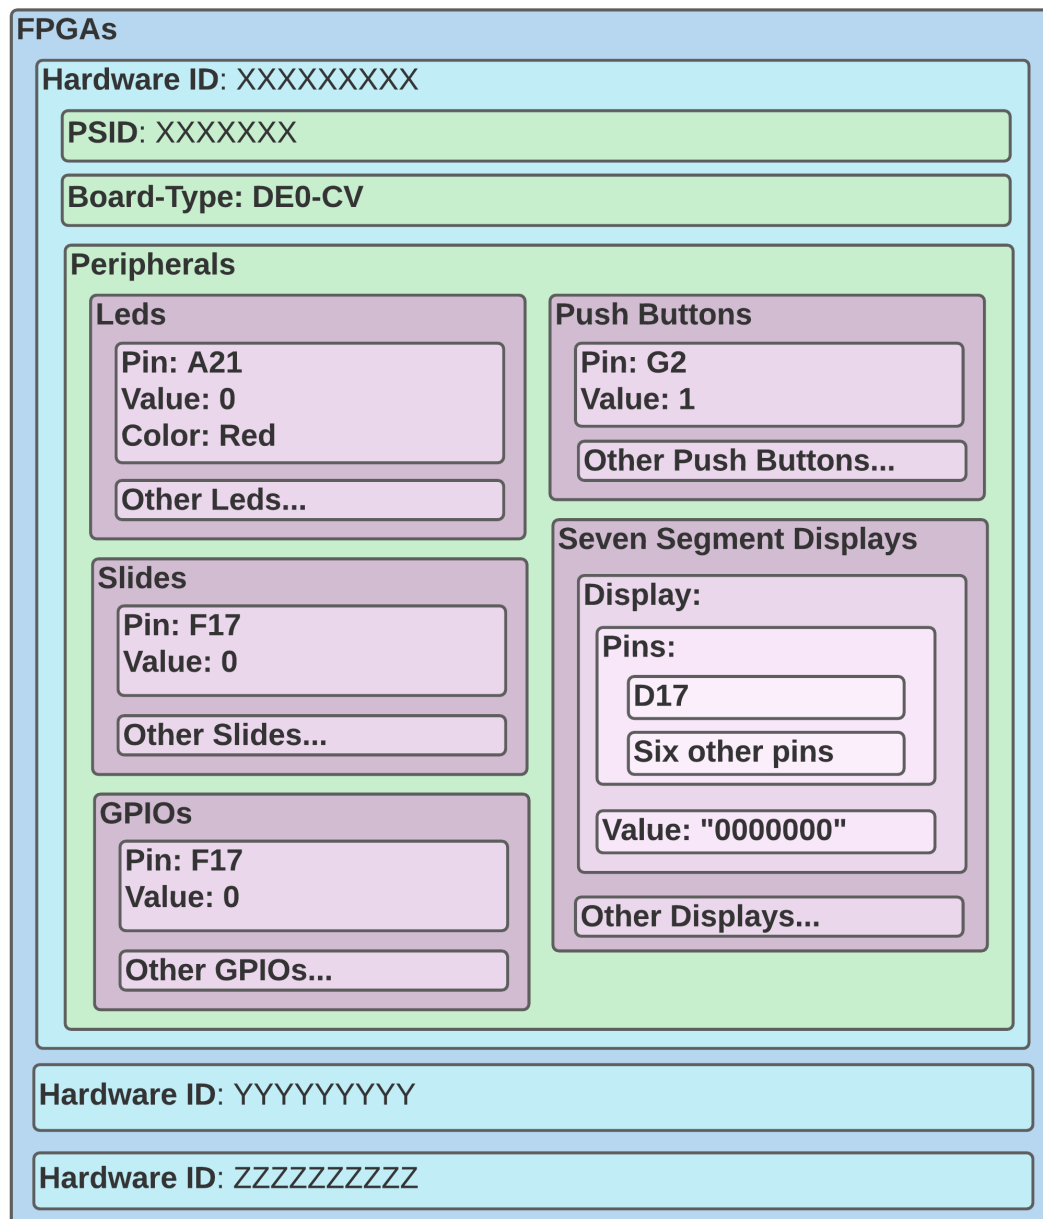 FPGAs
Hardware ID: XXXXXXXXX
PSID: XXXXXXX
Board-Type: DE0-CV
Peripherals
Leds
Pin: A21
Value: 0
Color: Red
Other Leds...
Slides
Pin: F17
Value: 0
Other Slides...
GPIOs
Pin: F17
Value: 0
Other GPIOs...
Push Buttons
Pin: G2
Value: 1
Other Push Buttons...
Seven Segment Displays
Display:
Pins:
D17
Six other pins
Value: "0000000"
Other Displays...
Hardware ID: YYYYYYYYY
Hardware ID: ZZZZZZZZZZ